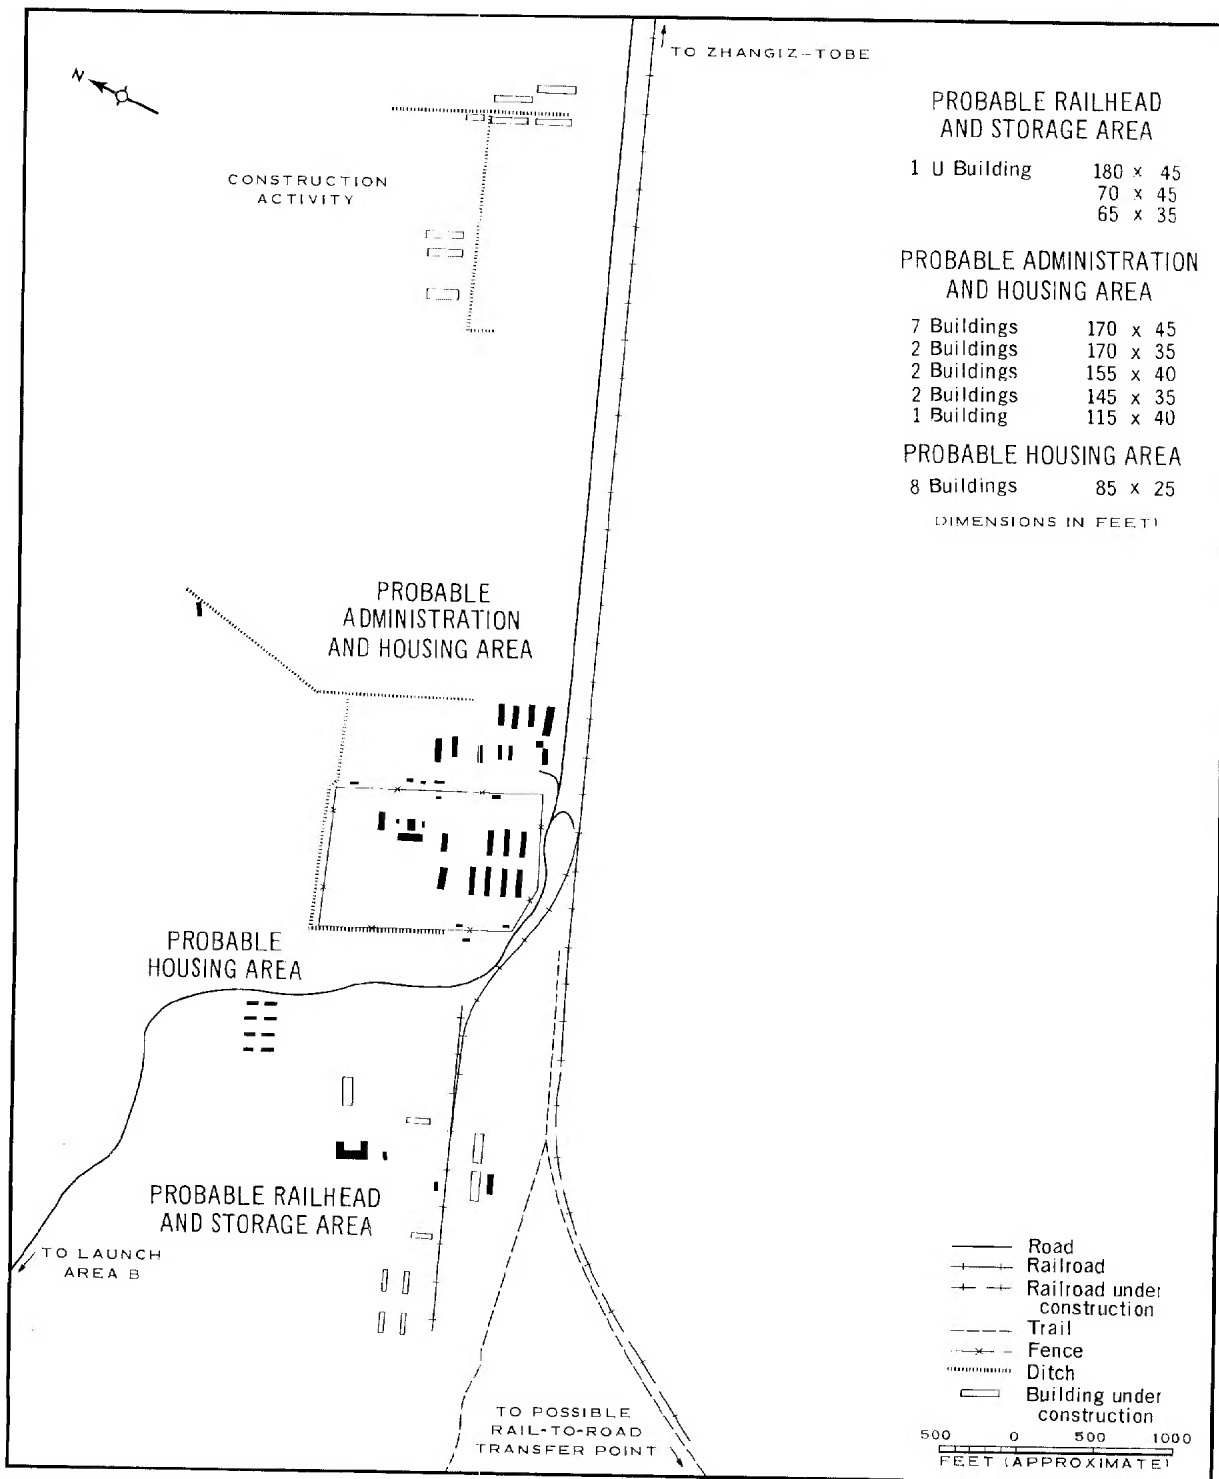 TO ZHANGIZ-TOBE
N
PROBABLE RAILHEAD
AND STORAGE AREA
1 U Building 180 x 45
70 x 45
65 x 35
CONSTRUCTION
ACTIVITY
PROBABLE ADMINISTRATION
AND HOUSING AREA
7 Buildings 170 x 45
2 Buildings 170 x 35
2 Buildings 155 x 40
2 Buildings 145 x 35
1 Building 115 x 40
PROBABLE HOUSING AREA
8 Buildings 85 x 25
DIMENSIONS IN FEET)
PROBABLE
ADMINISTRATION
AND HOUSING AREA
PROBABLE
HOUSING AREA
PROBABLE RAILHEAD
AND STORAGE AREA
TO LAUNCH
AREA B
TO POSSIBLE
RAIL-TO-ROAD
TRANSFER POINT
Road
Railroad
Railroad under
construction
Trail
Fence
Ditch
Building under
construction
500 0 500 1000
FEET (APPROXIMATE)